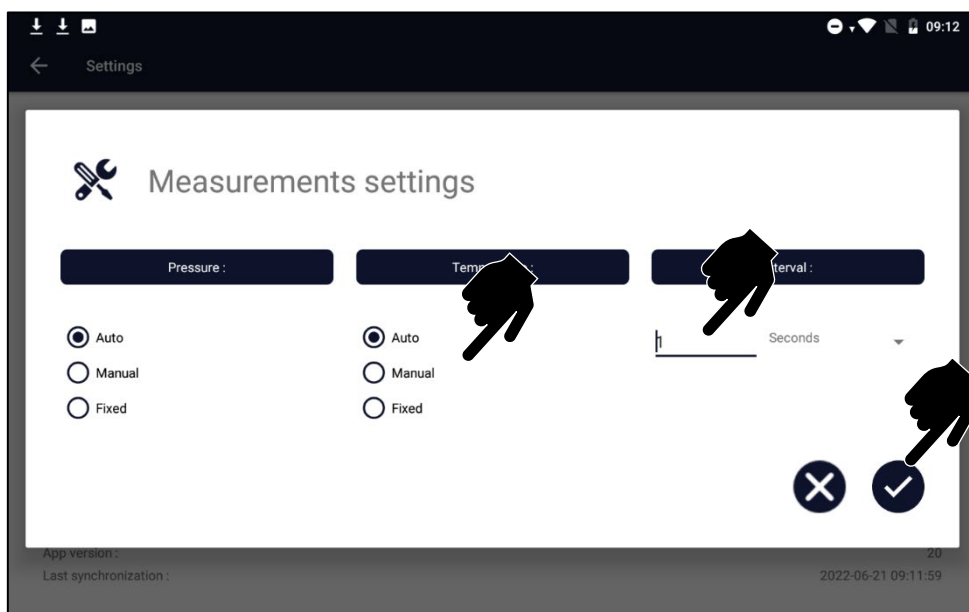 09:12
Settings
Measurements settings
Pressure :
Auto
Manual
Fixed
Auto
Manual
Fixed
1
Seconds
App version :
20
Last synchronization :
2022-06-21 09:11:59